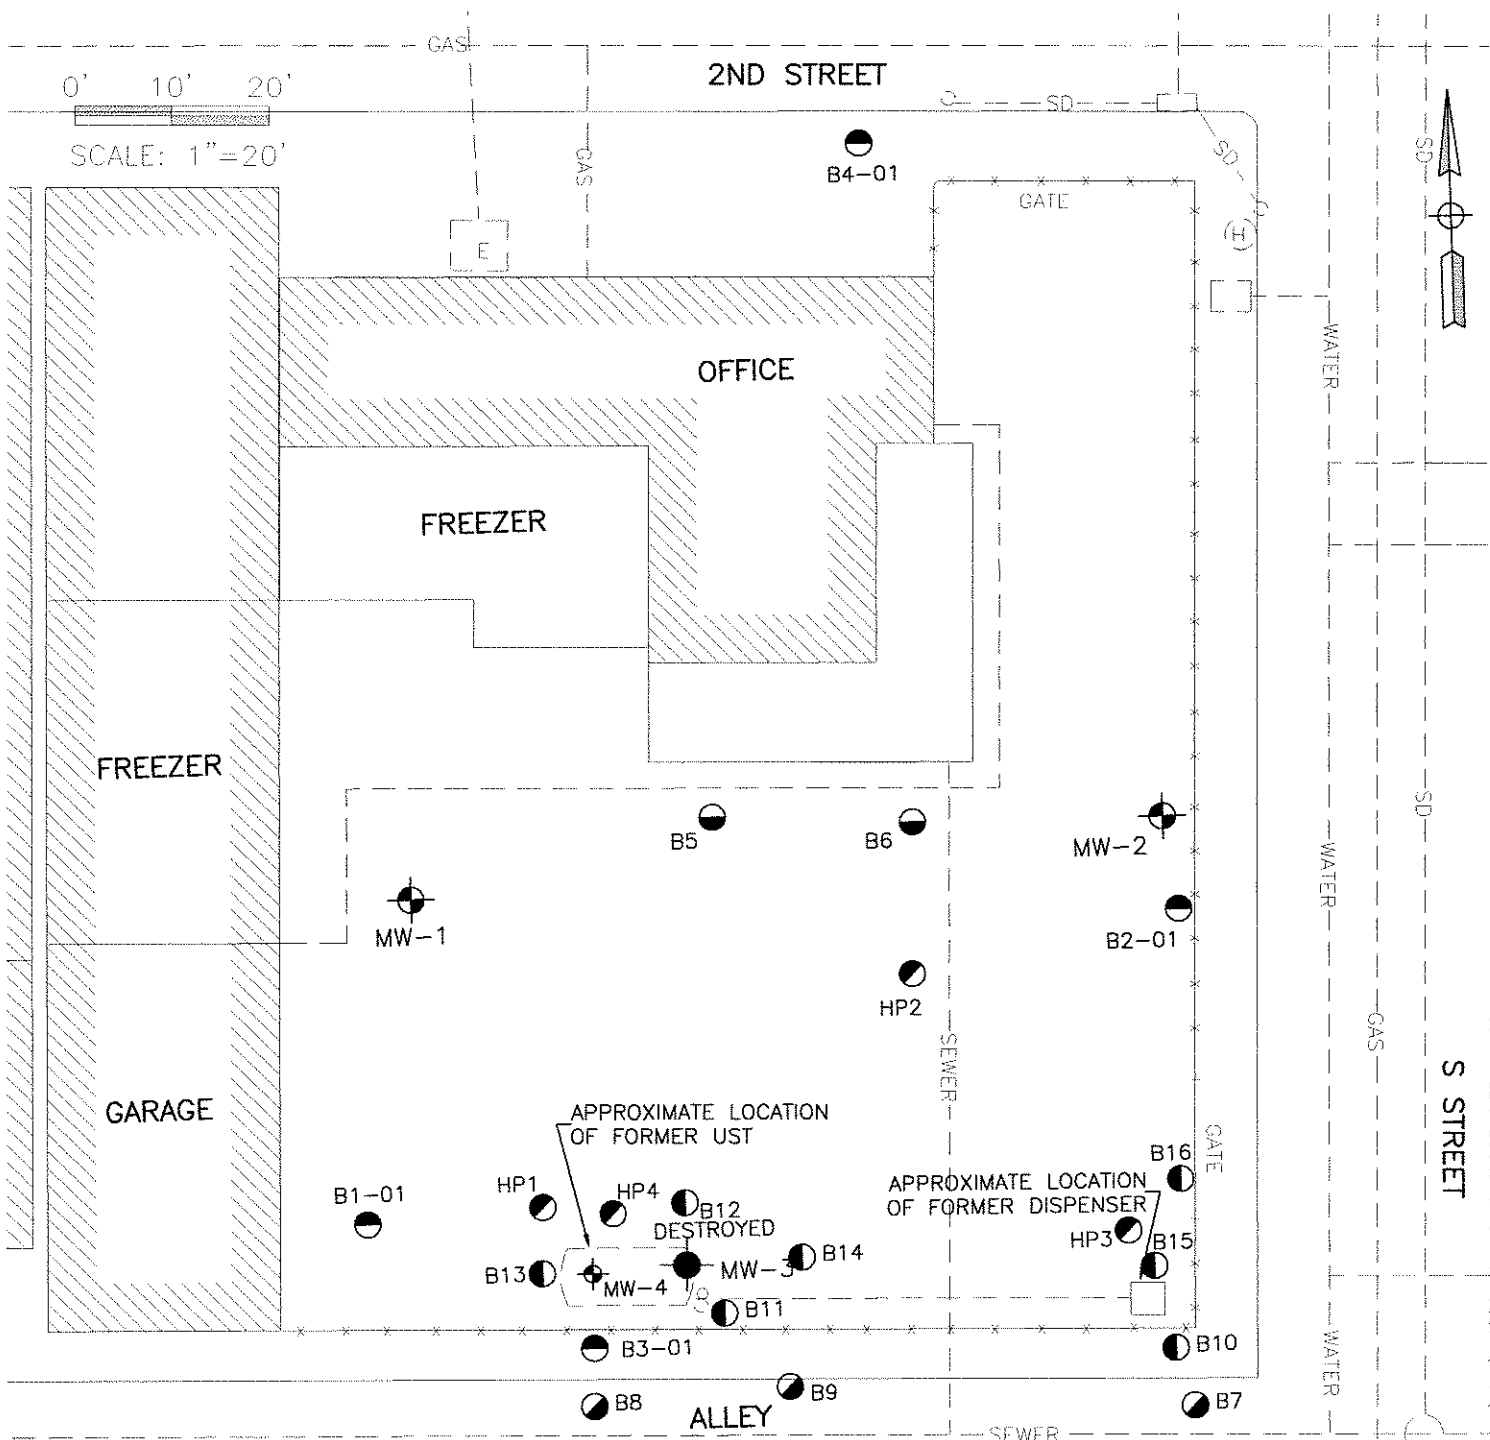 GAS
2ND STREET
0' 10' 20'
SCALE: 1"=20'
SD
SD
SD
GAS
B4-01
GATE
H
E
WATER
OFFICE
FREEZER
FREEZER
B5
B6
MW-2
SD
WATER
MW-1
B2-01
HP2
SEWER
GAS
S STREET
GARAGE
APPROXIMATE LOCATION
OF FORMER UST
GATE
B16
APPROXIMATE LOCATION
OF FORMER DISPENSER
B1-01
HP1
HP4
B12
DESTROYED
HP3
B15
B14
B13
MW-4
MW-3
B11
B3-01
B10
WATER
B8
B9
B7
ALLEY
SEWER